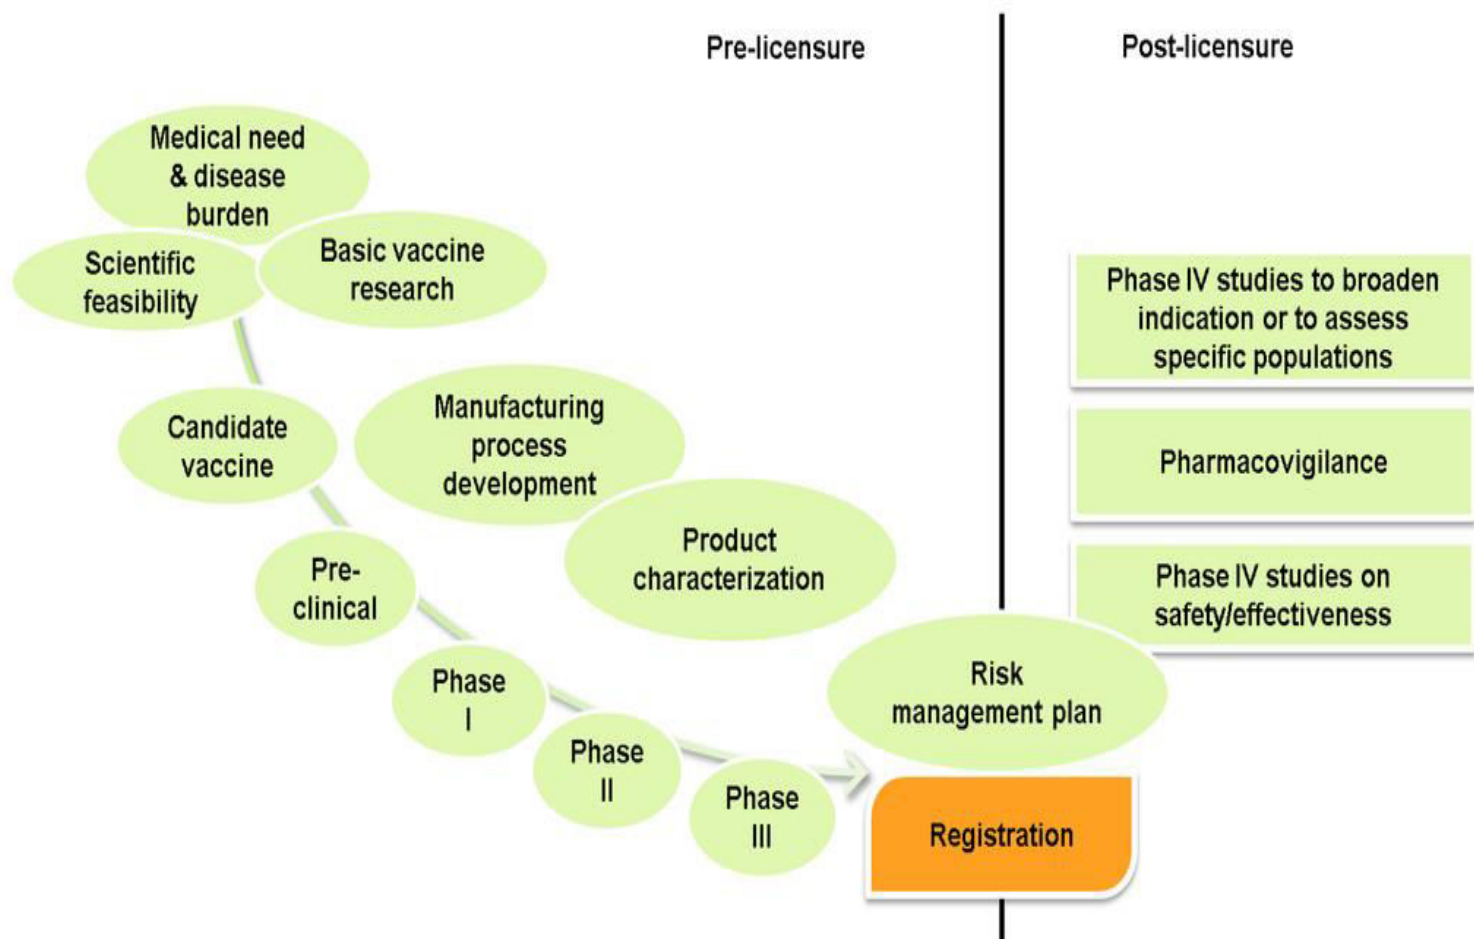 Pre-licensure
Post-licensure
Medical need
& disease
burden
Scientific
feasibility
Basic vaccine
research
Phase IV studies to broaden
indication or to assess
specific populations
Candidate
vaccine
Manufacturing
process
development
Pharmacovigilance
Product
characterization
Pre-
clinical
Phase IV studies on
safety/effectiveness
Phase
I
Risk
management plan
Phase
II
Phase
III
Registration